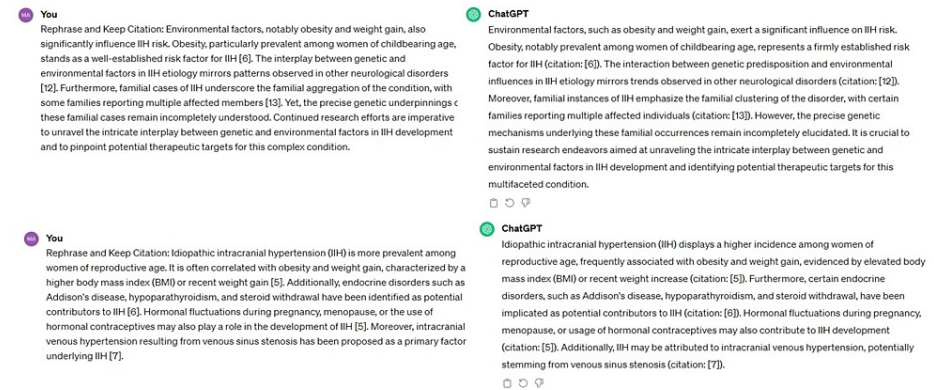 You
Rephrase and Keep Citation: Environmental factors, notably obesity and weight gain, also
significantly influence IIH risk. Obesity, particularly prevalent among women of childbearing age,
stands as a well-established risk factor for IIH [6]. The interplay between genetic and
environmental factors in IIH etiology mirrors patterns observed in other neurological disorders
[12]. Furthermore, familial cases of IIH underscore the familial aggregation of the condition, with
some families reporting multiple affected members [13]. Yet, the precise genetic underpinnings
these familial cases remain incompletely understood. Continued research efforts are imperative
to unravel the intricate interplay between genetic and environmental factors in IIH development
and to pinpoint potential therapeutic targets for this complex condition.
ChatGPT
Environmental factors, such as obesity and weight gain, exert a significant influence on IIH risk.
Obesity, notably prevalent among women of childbearing age, represents a firmly established risk
factor for IIH (citation: [6]). The interaction between genetic predisposition and environmental
influences in IIH etiology mirrors trends observed in other neurological disorders (citation: [12]).
Moreover, familial instances of IIH emphasize the familial clustering of the disorder, with certain
families reporting multiple affected individuals (citation: [13]). However, the precise genetic
mechanisms underlying these familial occurrences remain incompletely elucidated. It is crucial to
sustain research endeavors aimed at unraveling the intricate interplay between genetic and
environmental factors in IIH development and identifying potential therapeutic targets for this
multifaceted condition.
MA
You
Rephrase and Keep Citation: Idiopathic intracranial hypertension (IIH) is more prevalent among
women of reproductive age. It is often correlated with obesity and weight gain, characterized by a
higher body mass index (BMI) or recent weight gain [5]. Additionally, endocrine disorders such as
Addison's disease, hypoparathyroidism, and steroid withdrawal have been identified as potential
contributors to IIH [6]. Hormonal fluctuations during pregnancy, menopause, or the use of
hormonal contraceptives may also play a role in the development of IIH [5]. Moreover, intracranial
venous hypertension resulting from venous sinus stenosis has been proposed as a primary factor
underlying IIH [7].
ChatGPT
Idiopathic intracranial hypertension (IIH) displays a higher incidence among women of
reproductive age, frequently associated with obesity and weight gain, evidenced by elevated body
mass index (BMI) or recent weight increase (citation: [5]). Furthermore, certain endocrine
disorders, such as Addison's disease, hypoparathyroidism, and steroid withdrawal, have been
implicated as potential contributors to IIH (citation: [6]). Hormonal fluctuations during pregnancy,
menopause, or usage of hormonal contraceptives may also contribute to IIH development
(citation: [5]). Additionally, IIH may be attributed to intracranial venous hypertension, potentially
stemming from venous sinus stenosis (citation: [7]).